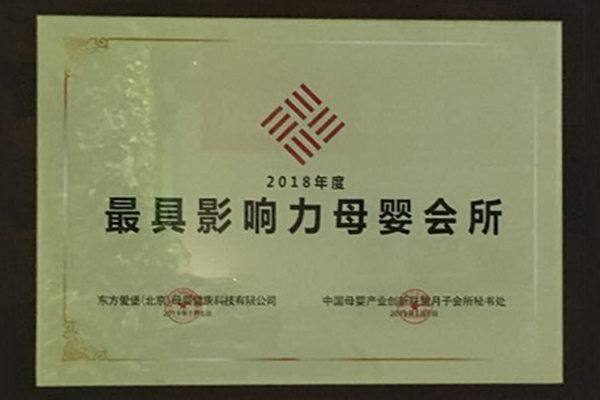 2018年度
最具影响力母婴会所
东方爱堡(北京)母婴健康科技有限公司
中国母婴产业创新联盟月子会所秘书处